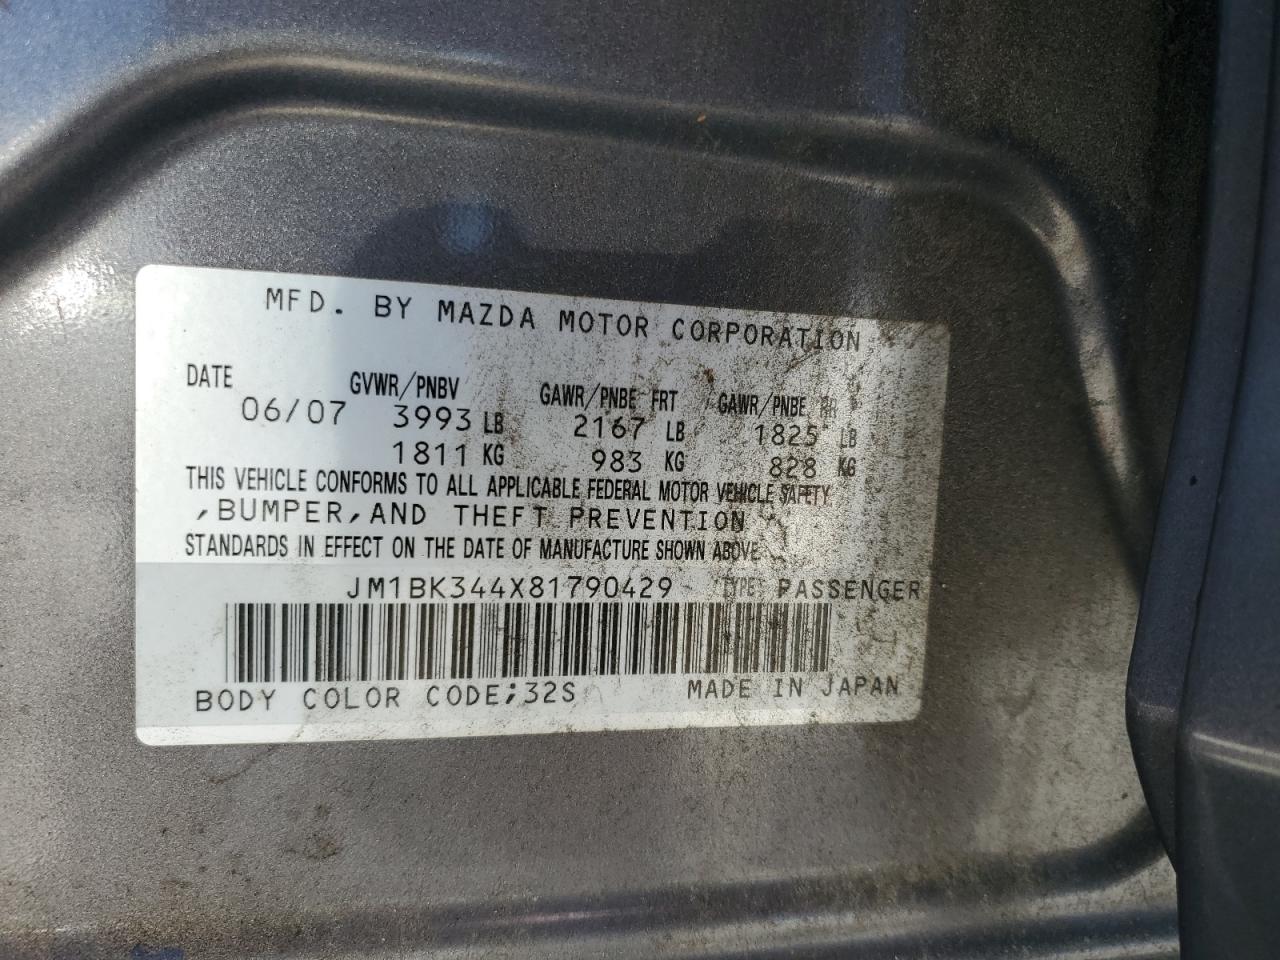 MFD. BY MAZDA MOTOR CORPORATION
DATE GVWR/PNBV GAWR/PNBE FRT GAWR/PNBE RR
06/07 3993 LB 2167 LB 1825 LB
1811 KG 983 KG 828 KG
THIS VEHICLE CONFORMS TO ALL APPLICABLE FEDERAL MOTOR VEHICLE SAFETY
,BUMPER,AND THEFT PREVENTION
STANDARDS IN EFFECT ON THE DATE OF MANUFACTURE SHOWN ABOVE
JM1BK344X81790429 TYPE: PASSENGER
BODY COLOR CODE;32S MADE IN JAPAN